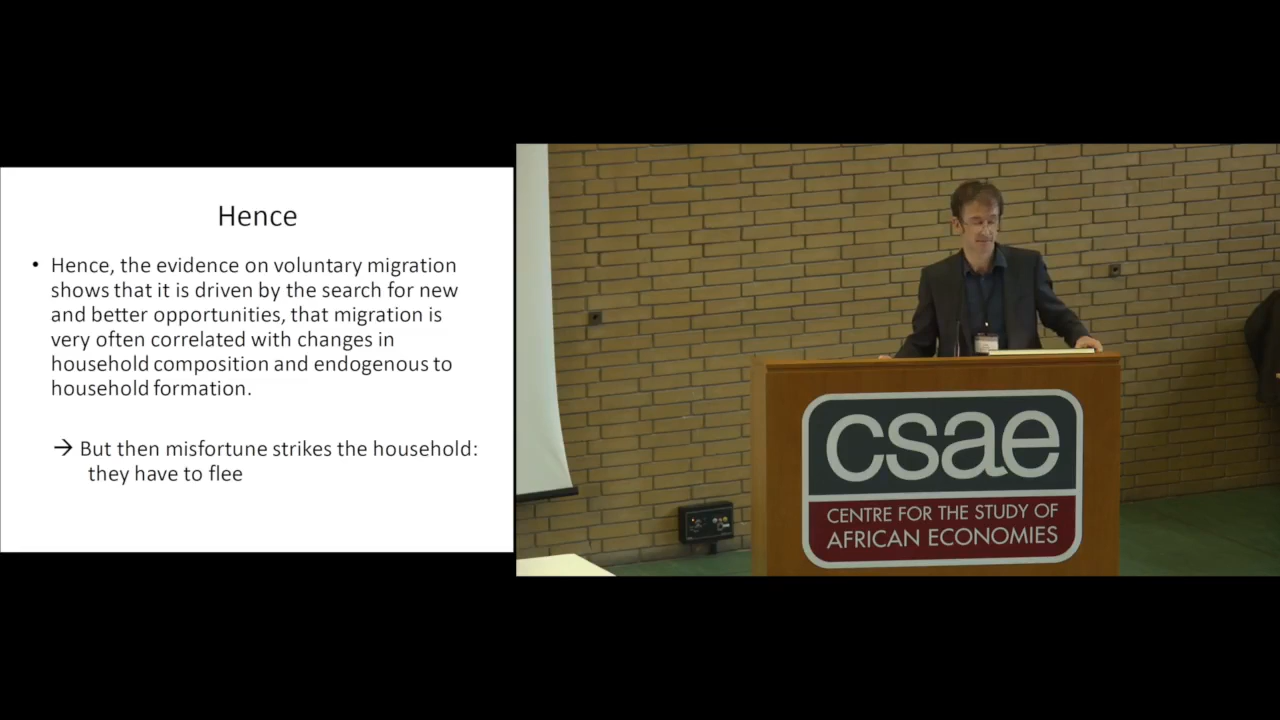 Hence
• Hence, the evidence on voluntary migration
shows that it is driven by the search for new
and better opportunities, that migration is
very often correlated with changes in
household composition and endogenous to
household formation.
→ But then misfortune strikes the household:
they have to flee
csae
CENTRE FOR THE STUDY OF
AFRICAN ECONOMIES